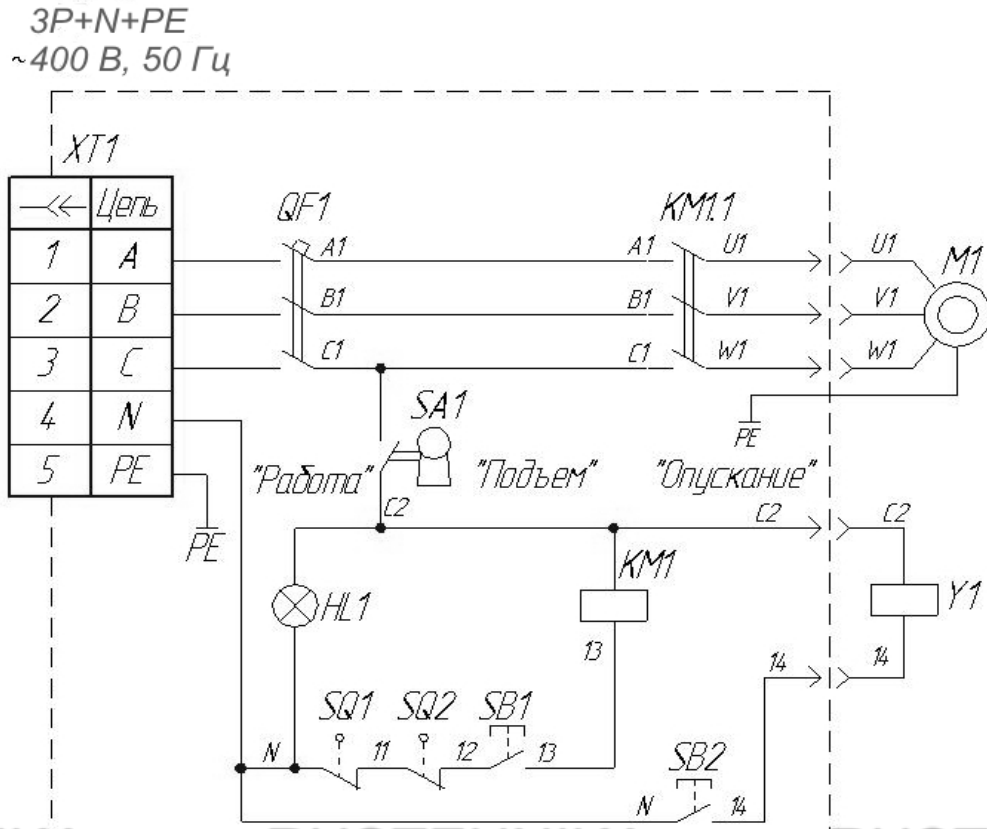 3P+N+PE
~400 В, 50 Гц
XT1
Цепь
1 A
2 B
3 C
4 N
5 PE
PE
QF1
A1
B1
C1
KM1.1
A1 U1
B1 V1
C1 W1
U1
V1
W1
M1
PE
SA1
"Работа" "Подъем" "Опускание"
C2
C2
C2
HL1
KM1
13
Y1
14
14
SQ1 SQ2 SB1
N 11 12 13
SB2
N 14